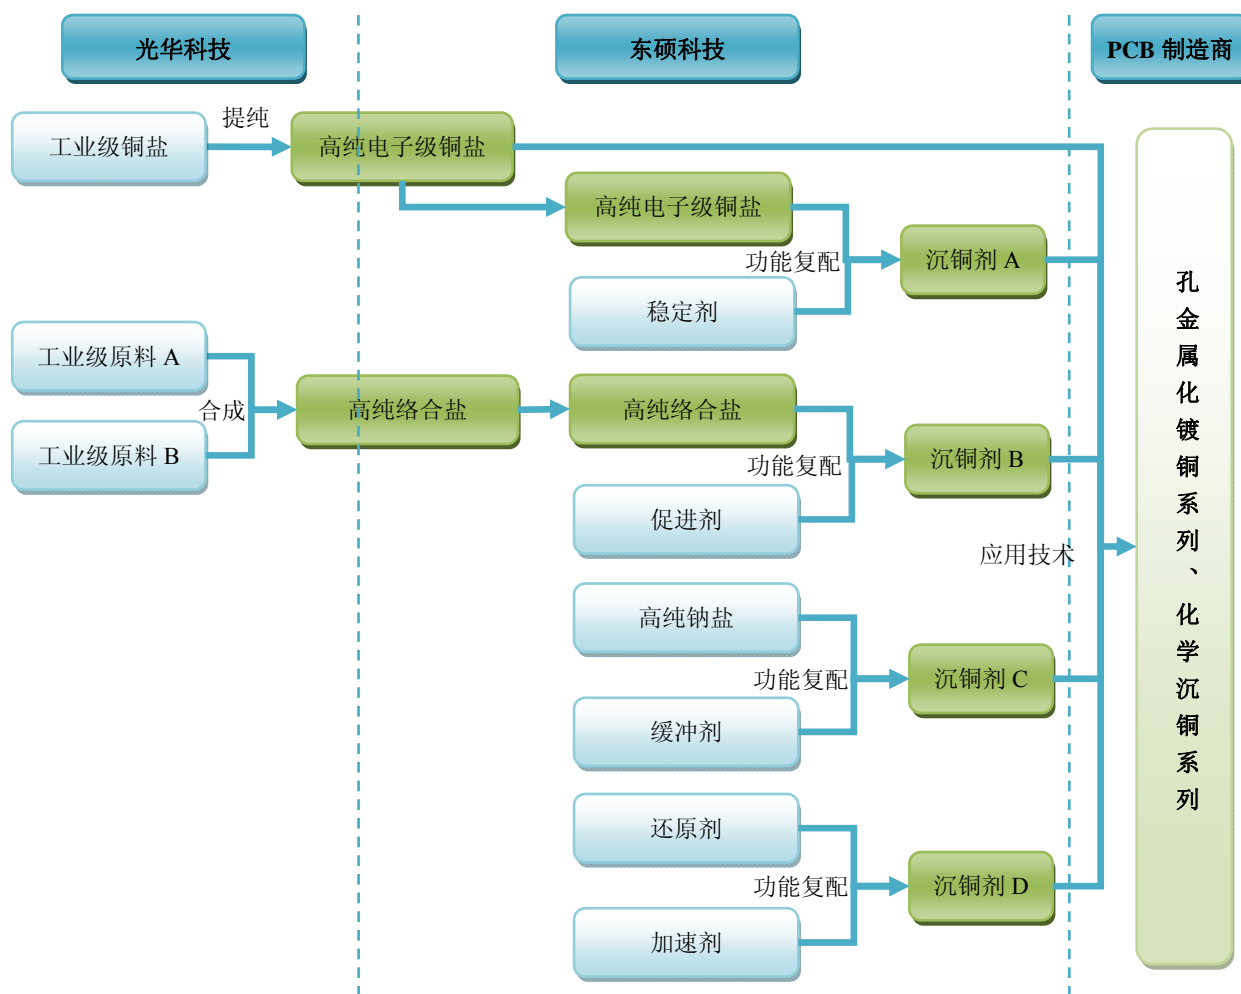 光华科技
东硕科技
PCB 制造商
提纯
工业级铜盐
高纯电子级铜盐
高纯电子级铜盐
功能复配
沉铜剂 A
稳定剂
工业级原料 A
合成
高纯络合盐
高纯络合盐
工业级原料 B
功能复配
沉铜剂 B
促进剂
应用技术
高纯钠盐
功能复配
沉铜剂 C
缓冲剂
还原剂
功能复配
沉铜剂 D
加速剂
孔金属化镀铜系列、化学沉铜系列